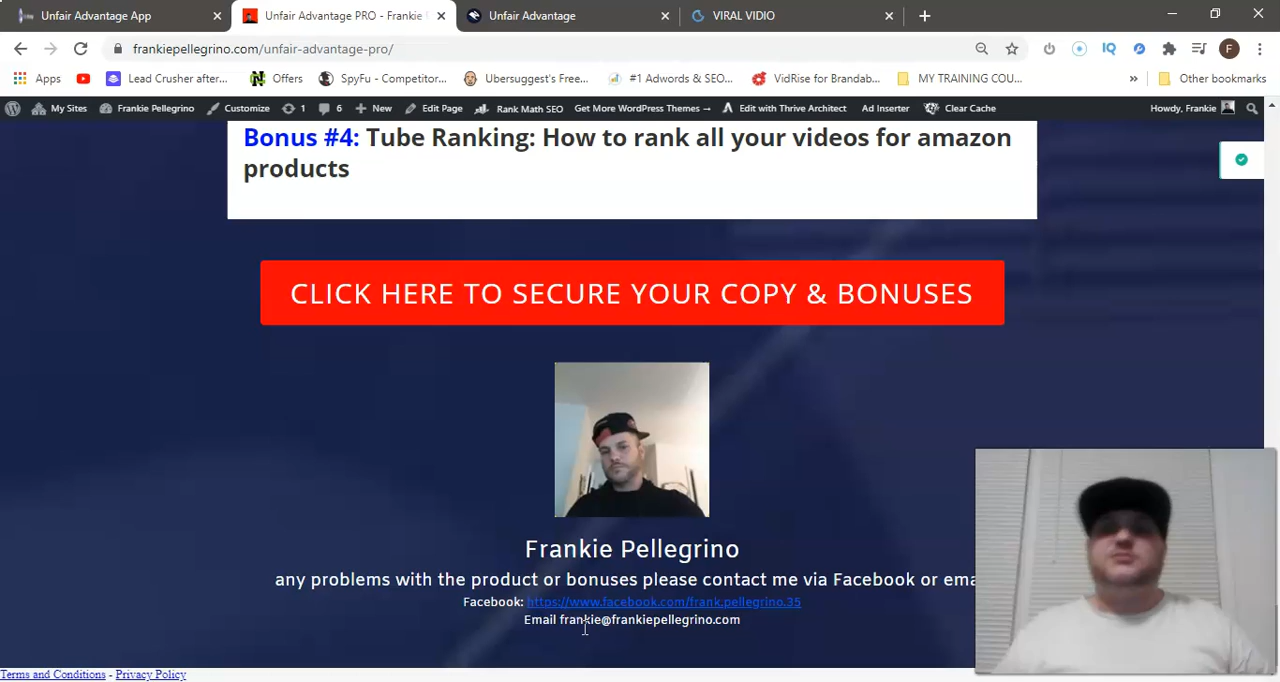 Unfair Advantage App
Unfair Advantage PRO - Frankie
Unfair Advantage
VIRAL VIDIO
frankiepellegrino.com/unfair-advantage-pro/
F
Apps
Lead Crusher after...
Offers
SpyFu - Competitor...
Ubersuggest's Free...
#1 Adwords & SEO...
VidRise for Brandab...
MY TRAINING COU...
»
Other bookmarks
My Sites
Frankie Pellegrino
Customize
1
6
New
Edit Page
Rank Math SEO
Get More WordPress Themes →
Edit with Thrive Architect
Ad Inserter
Clear Cache
Howdy, Frankie
Bonus #4: Tube Ranking: How to rank all your videos for amazon
products
CLICK HERE TO SECURE YOUR COPY & BONUSES
Frankie Pellegrino
any problems with the product or bonuses please contact me via Facebook or ema
Facebook: https://www.facebook.com/frank.pellegrino.35
Email frankie@frankiepellegrino.com
Terms and Conditions - Privacy Policy